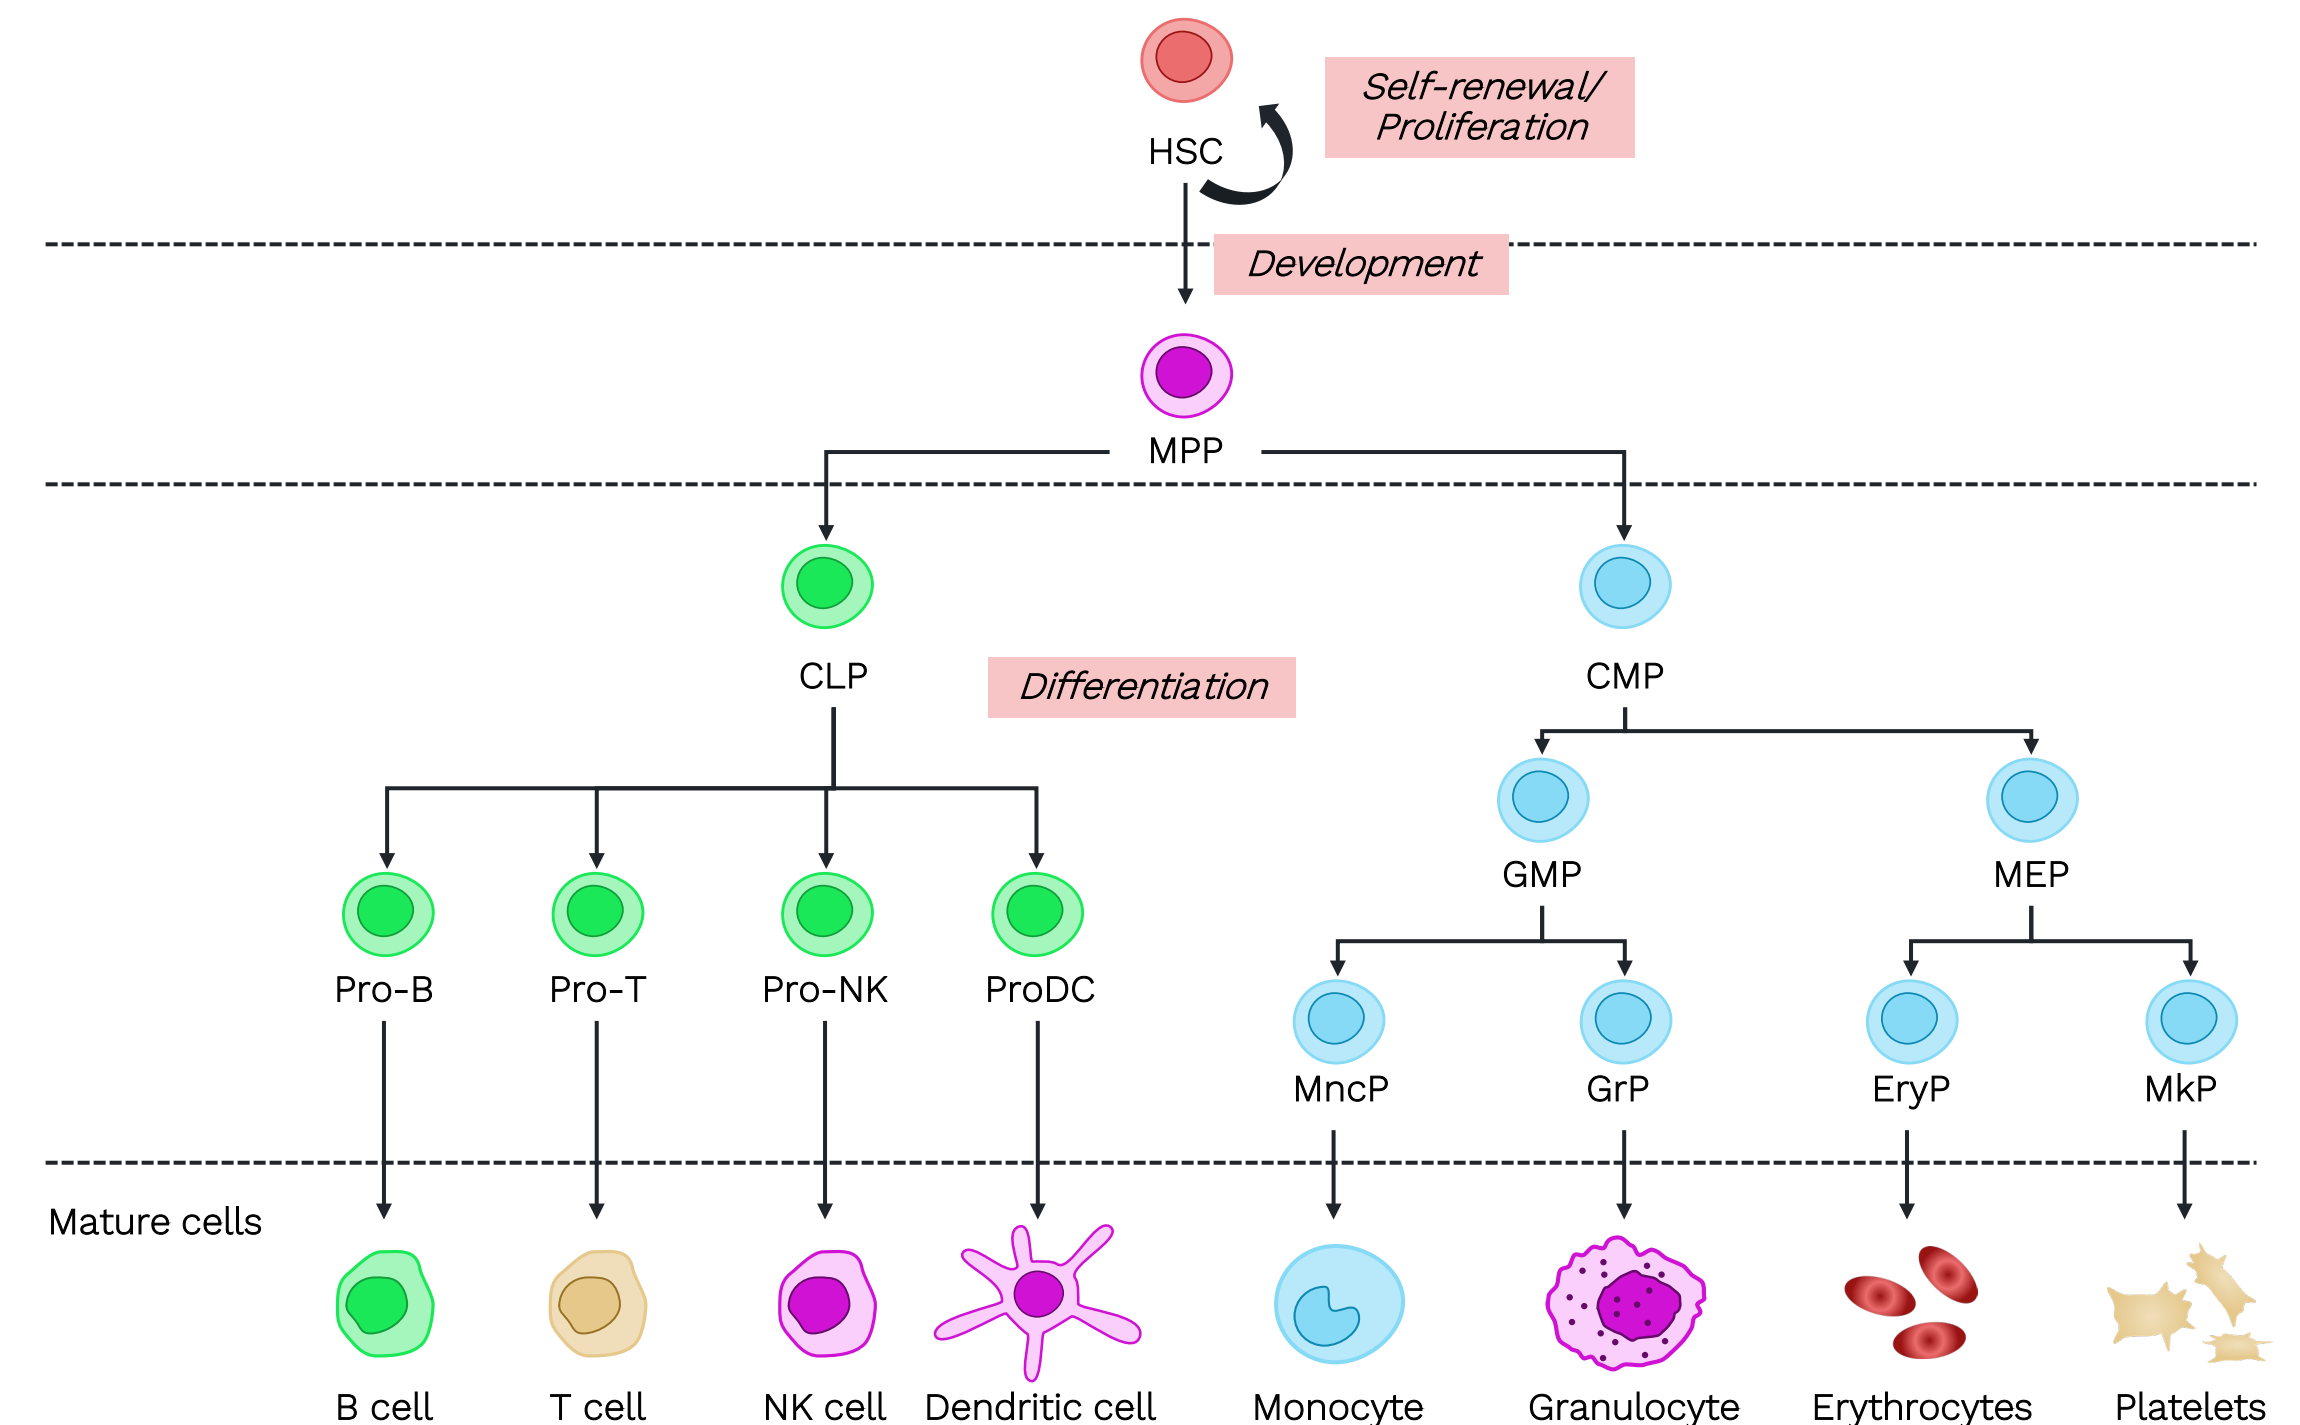 Self-renewal/
Proliferation
HSC
Development
MPP
CLP
CMP
Differentiation
GMP
MEP
Pro-B
Pro-T
Pro-NK
ProDC
MncP
GrP
EryP
MkP
Mature cells
B cell
T cell
NK cell
Dendritic cell
Monocyte
Granulocyte
Erythrocytes
Platelets